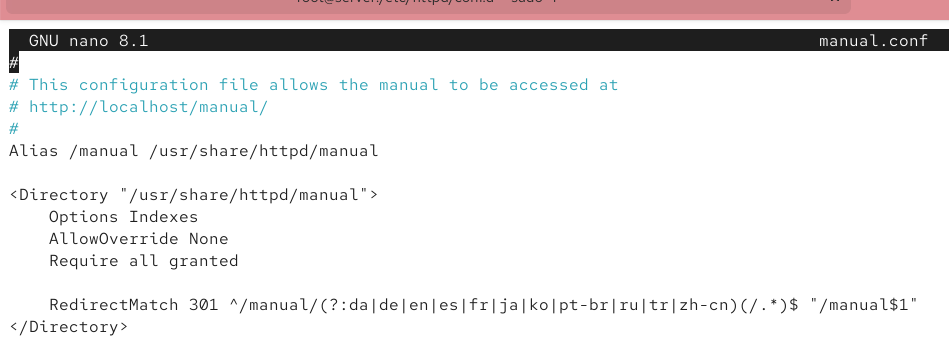 GNU nano 8.1 manual.conf
#
# This configuration file allows the manual to be accessed at
# http://localhost/manual/
#
Alias /manual /usr/share/httpd/manual
<Directory "/usr/share/httpd/manual">
Options Indexes
AllowOverride None
Require all granted
RedirectMatch 301 ^/manual/(?:da|de|en|es|fr|ja|ko|pt-br|ru|tr|zh-cn)(/.*)$ "/manual$1"
</Directory>